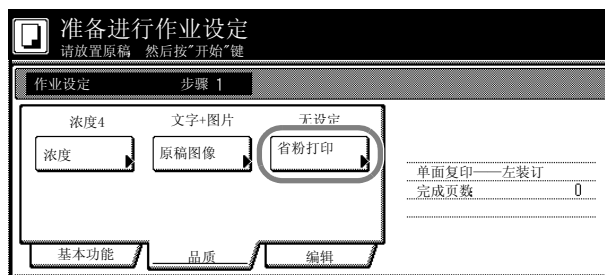 准备进行作业设定
请放置原稿 然后按"开始"键
作业设定 步骤 1
浓度4 文字+图片 无设定
浓度 原稿图像 省粉打印
单面复印——左装订
完成页数 0
基本功能 品质 编辑